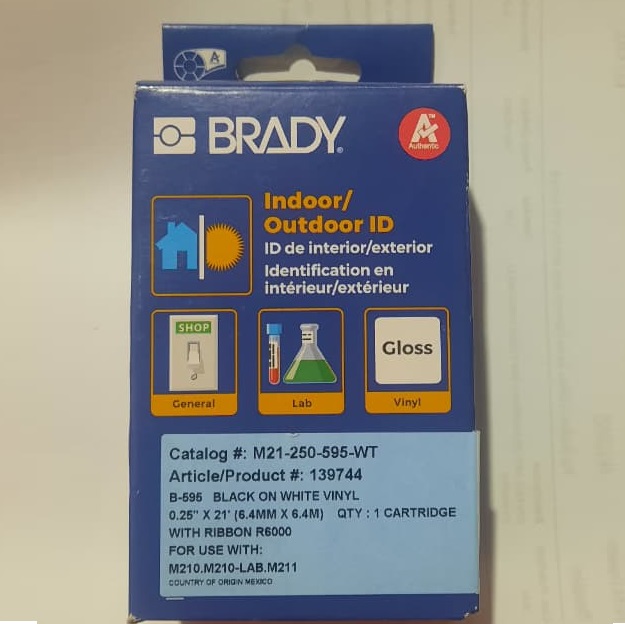 BRADY
Authentic
Indoor/
Outdoor ID
ID de interior/exterior
Identification en
intérieur/extérieur
SHOP
Gloss
General
Lab
Vinyl
Catalog #: M21-250-595-WT
Article/Product #: 139744
B-595 BLACK ON WHITE VINYL
0.25" X 21' (6.4MM X 6.4M) QTY : 1 CARTRIDGE
WITH RIBBON R6000
FOR USE WITH:
M210.M210-LAB.M211
COUNTRY OF ORIGIN MEXICO